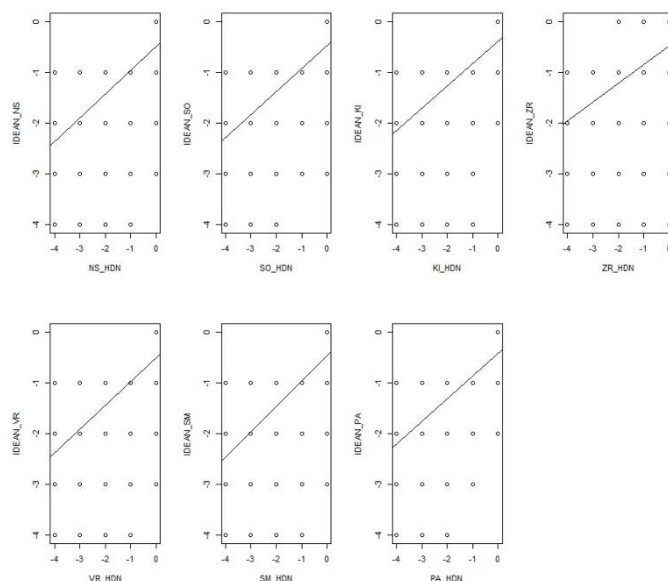 0
-1
-2
-3
-4
IDEAN_NS
-4 -3 -2 -1 0
NS_HDN
0
-1
-2
-3
-4
IDEAN_SO
-4 -3 -2 -1 0
SO_HDN
0
-1
-2
-3
-4
IDEAN_KI
-4 -3 -2 -1 0
KI_HDN
0
-1
-2
-3
-4
IDEAN_ZR
-4 -3 -2 -1 0
ZR_HDN
0
-1
-2
-3
-4
IDEAN_VR
-4 -3 -2 -1 0
VR_HDN
0
-1
-2
-3
-4
IDEAN_SM
-4 -3 -2 -1 0
SM_HDN
0
-1
-2
-3
-4
IDEAN_PA
-4 -3 -2 -1 0
PA_HDN